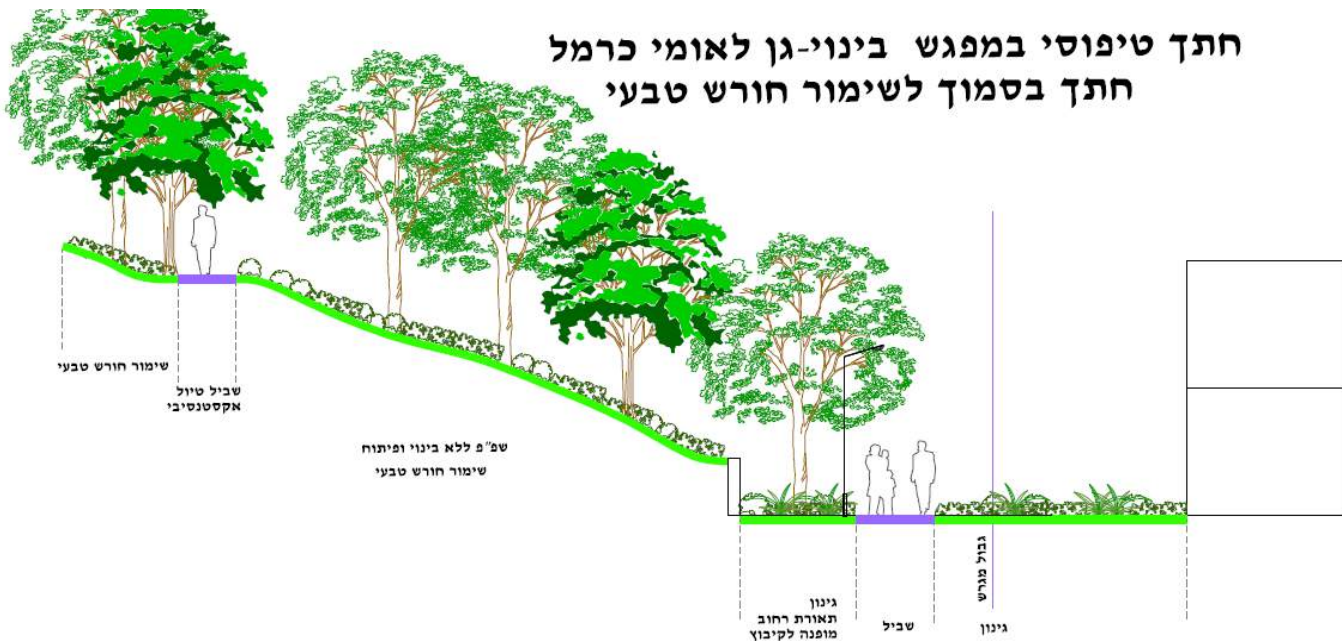 חתך טיפוסי במפגש בינוי-גן לאומי כרמל
חתך בסמוך לשימור חורש טבעי
שימור חורש טבעי
שביל טיול
אקסטנסיבי
שפ"פ ללא בינוי ופיתוח
שימור חורש טבעי
גבול מגרש
גינון
תאורת רחוב
מופנה לקיבוץ
שביל
גינון